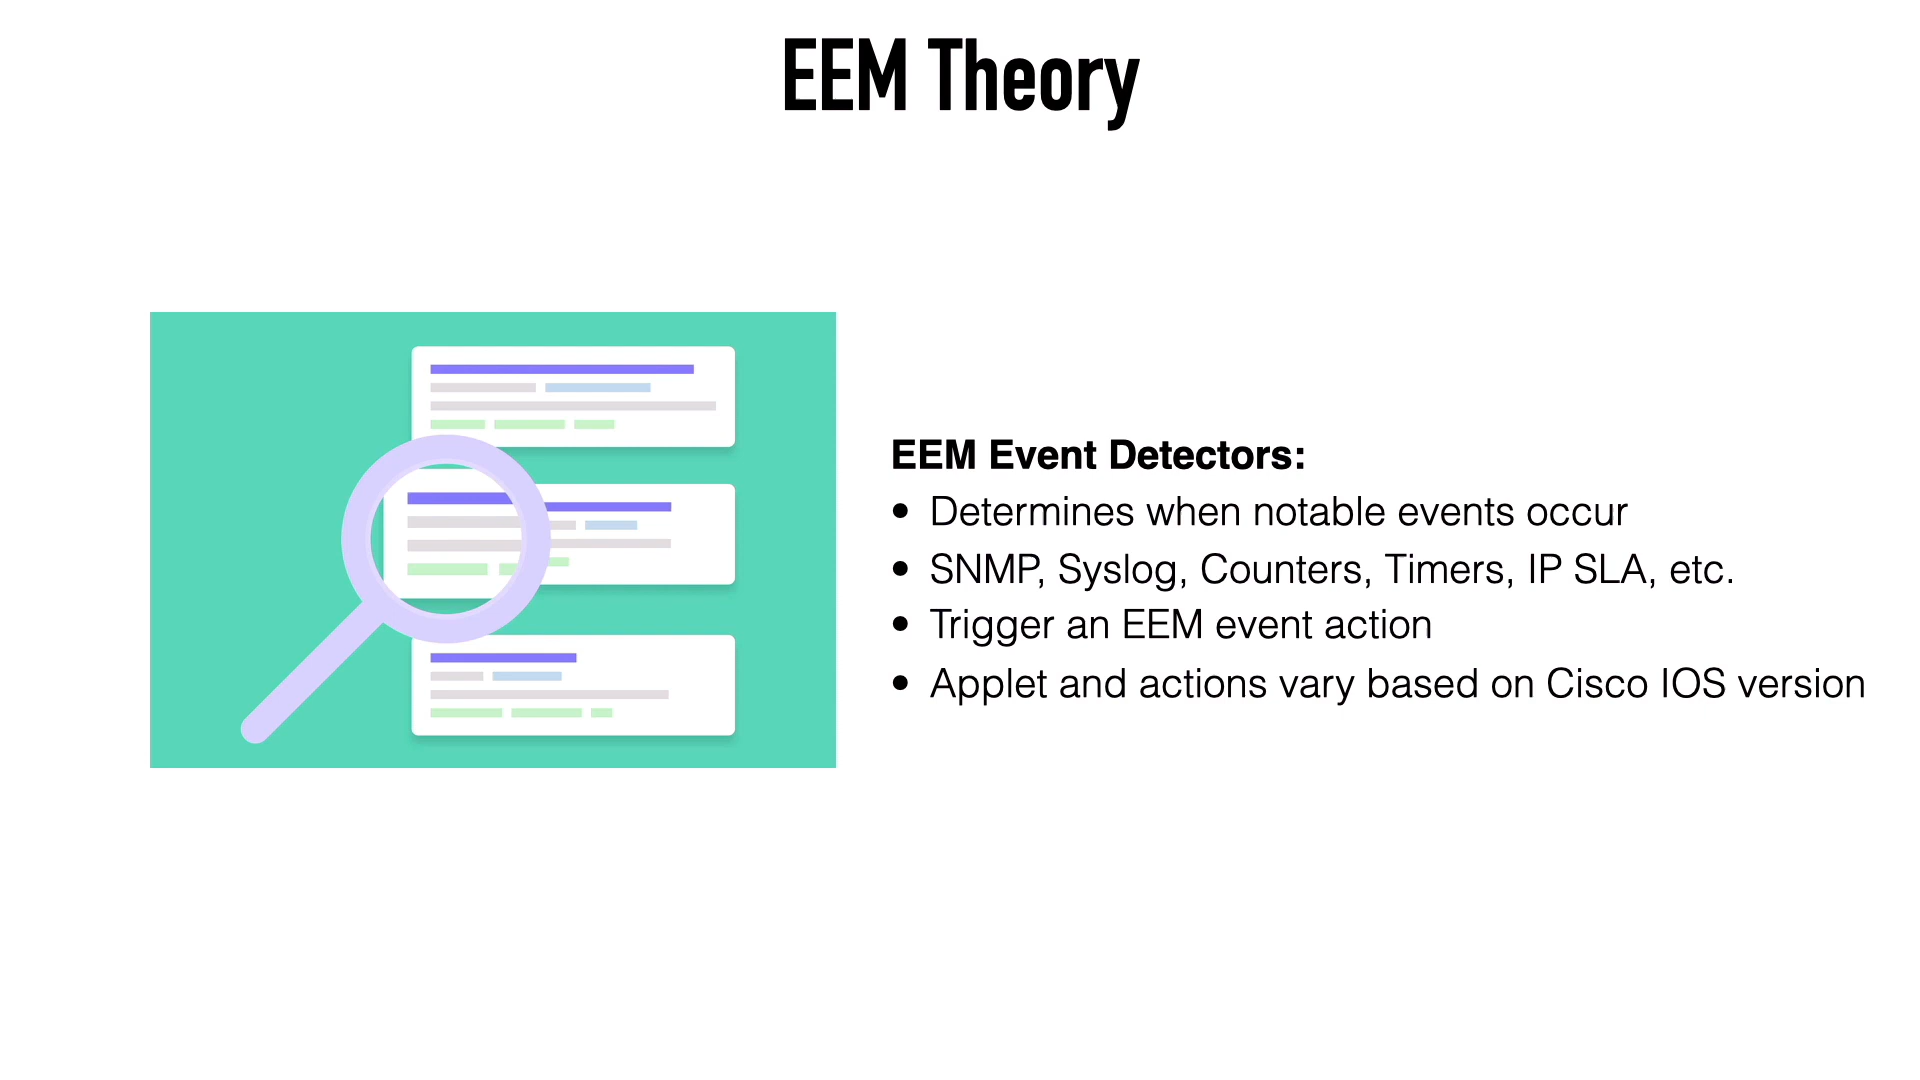 EEM Theory
EEM Event Detectors:
• Determines when notable events occur
• SNMP, Syslog, Counters, Timers, IP SLA, etc.
• Trigger an EEM event action
• Applet and actions vary based on Cisco IOS version